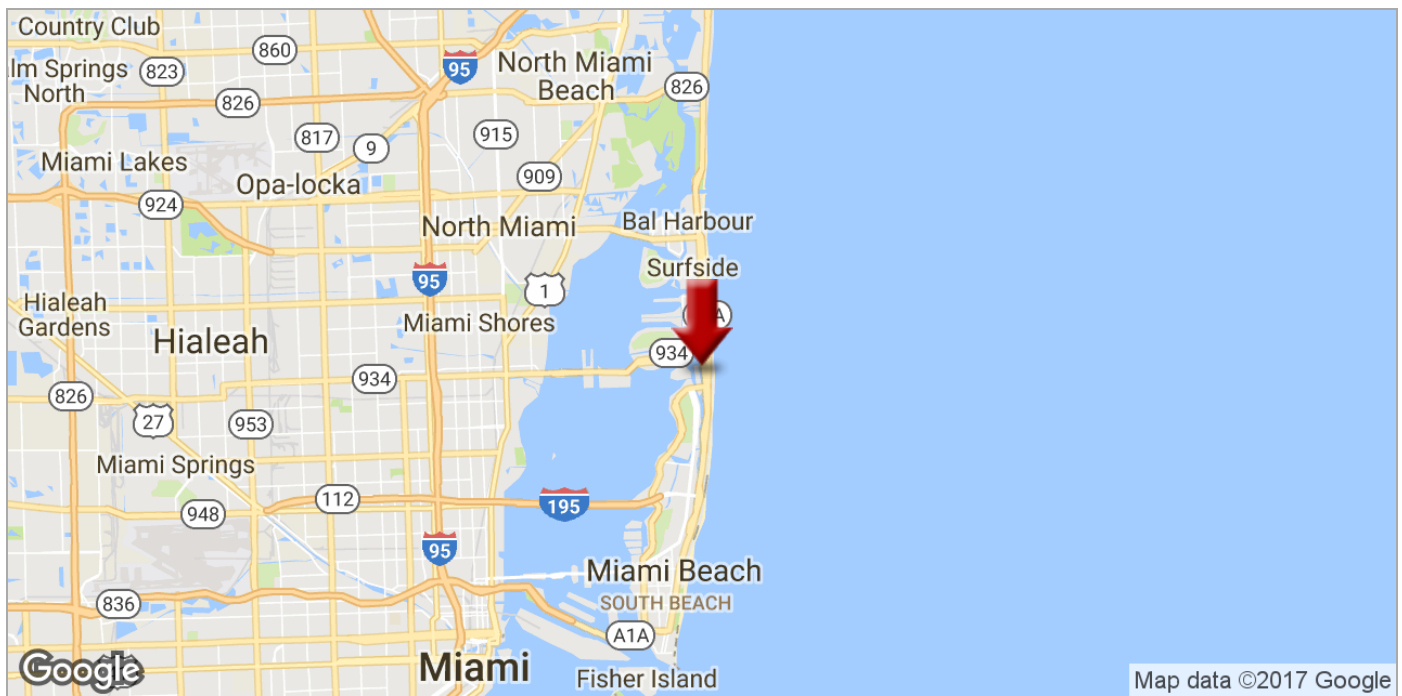 Country Club
860
95
North Miami
Beach
alm Springs
North
823
826
826
817
9
915
909
Miami Lakes
Opa-locka
924
North Miami
Bal Harbour
Surfside
95
1
A
Hialeah
Gardens
Miami Shores
Hialeah
934
934
826
27
953
Miami Springs
112
195
948
95
Miami Beach
SOUTH BEACH
836
A1A
Miami
Fisher Island
Google
Map data ©2017 Google